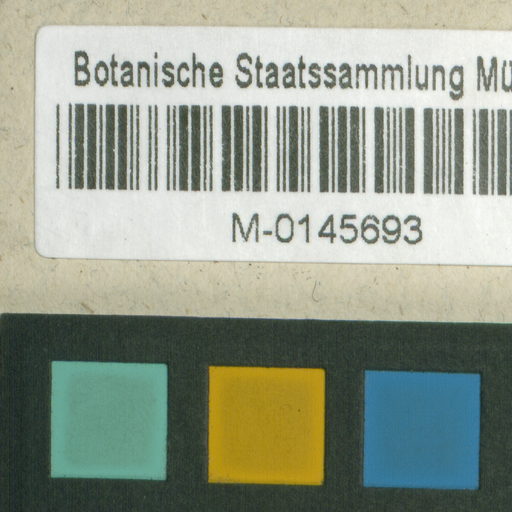 Botanische Staatssammlung Mü
M-0145693